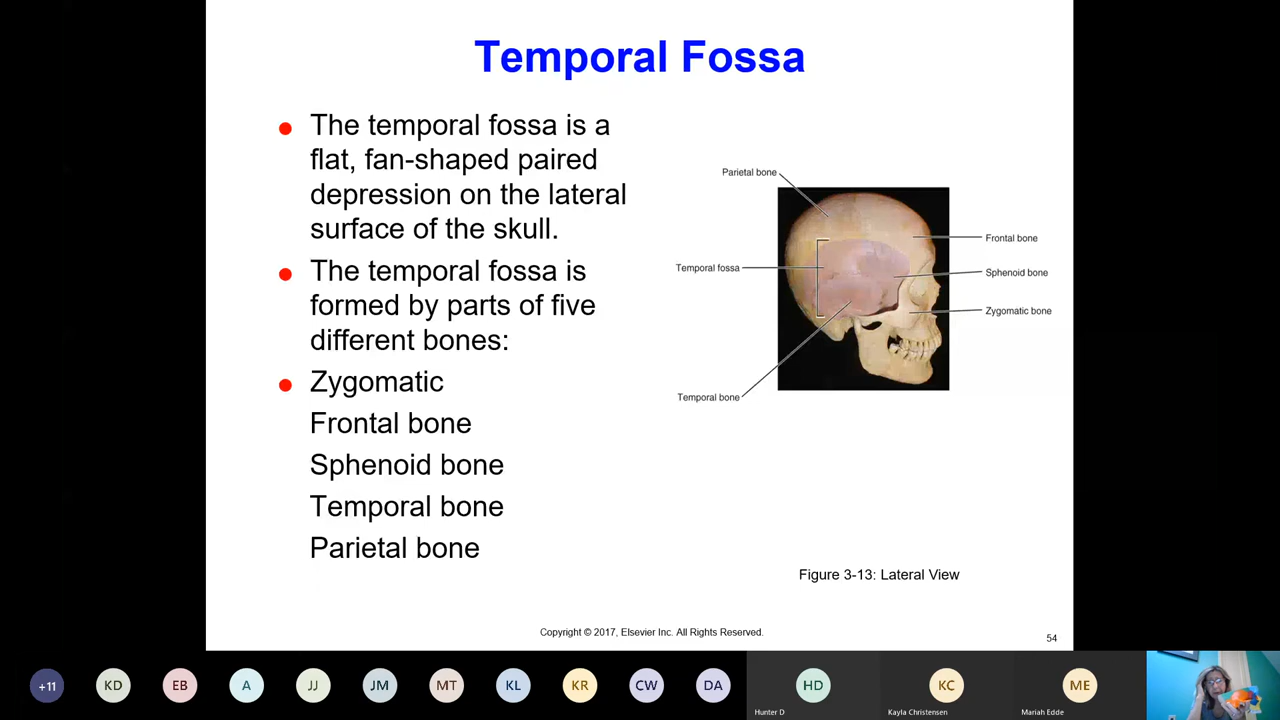 Temporal Fossa
The temporal fossa is a
flat, fan-shaped paired
depression on the lateral
surface of the skull.
The temporal fossa is
formed by parts of five
different bones:
Zygomatic
Frontal bone
Sphenoid bone
Temporal bone
Parietal bone
Parietal bone
Frontal bone
Temporal fossa
Sphenoid bone
Zygomatic bone
Temporal bone
Figure 3-13: Lateral View
Copyright © 2017, Elsevier Inc. All Rights Reserved.
54
+11
KD
EB
A
JJ
JM
MT
KL
KR
CW
DA
HD
Hunter D
KC
Kayla Christensen
ME
Mariah Edde